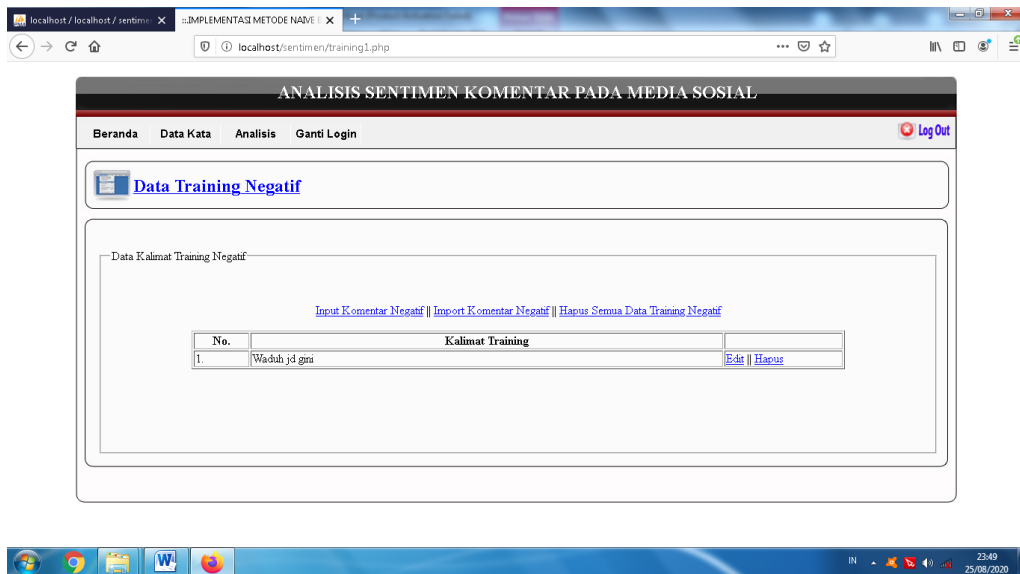 localhost / localhost / sentime
::.IMPLEMENTASI METODE NAIVE
localhost/sentimen/training1.php
ANALISIS SENTIMEN KOMENTAR PADA MEDIA SOSIAL
Beranda Data Kata Analisis Ganti Login Log Out
Data Training Negatif
Data Kalimat Training Negatif
Input Komentar Negatif || Import Komentar Negatif || Hapus Semua Data Training Negatif
No. Kalimat Training
1. Waduh jd gini Edit || Hapus
IN 23:49
25/08/2020